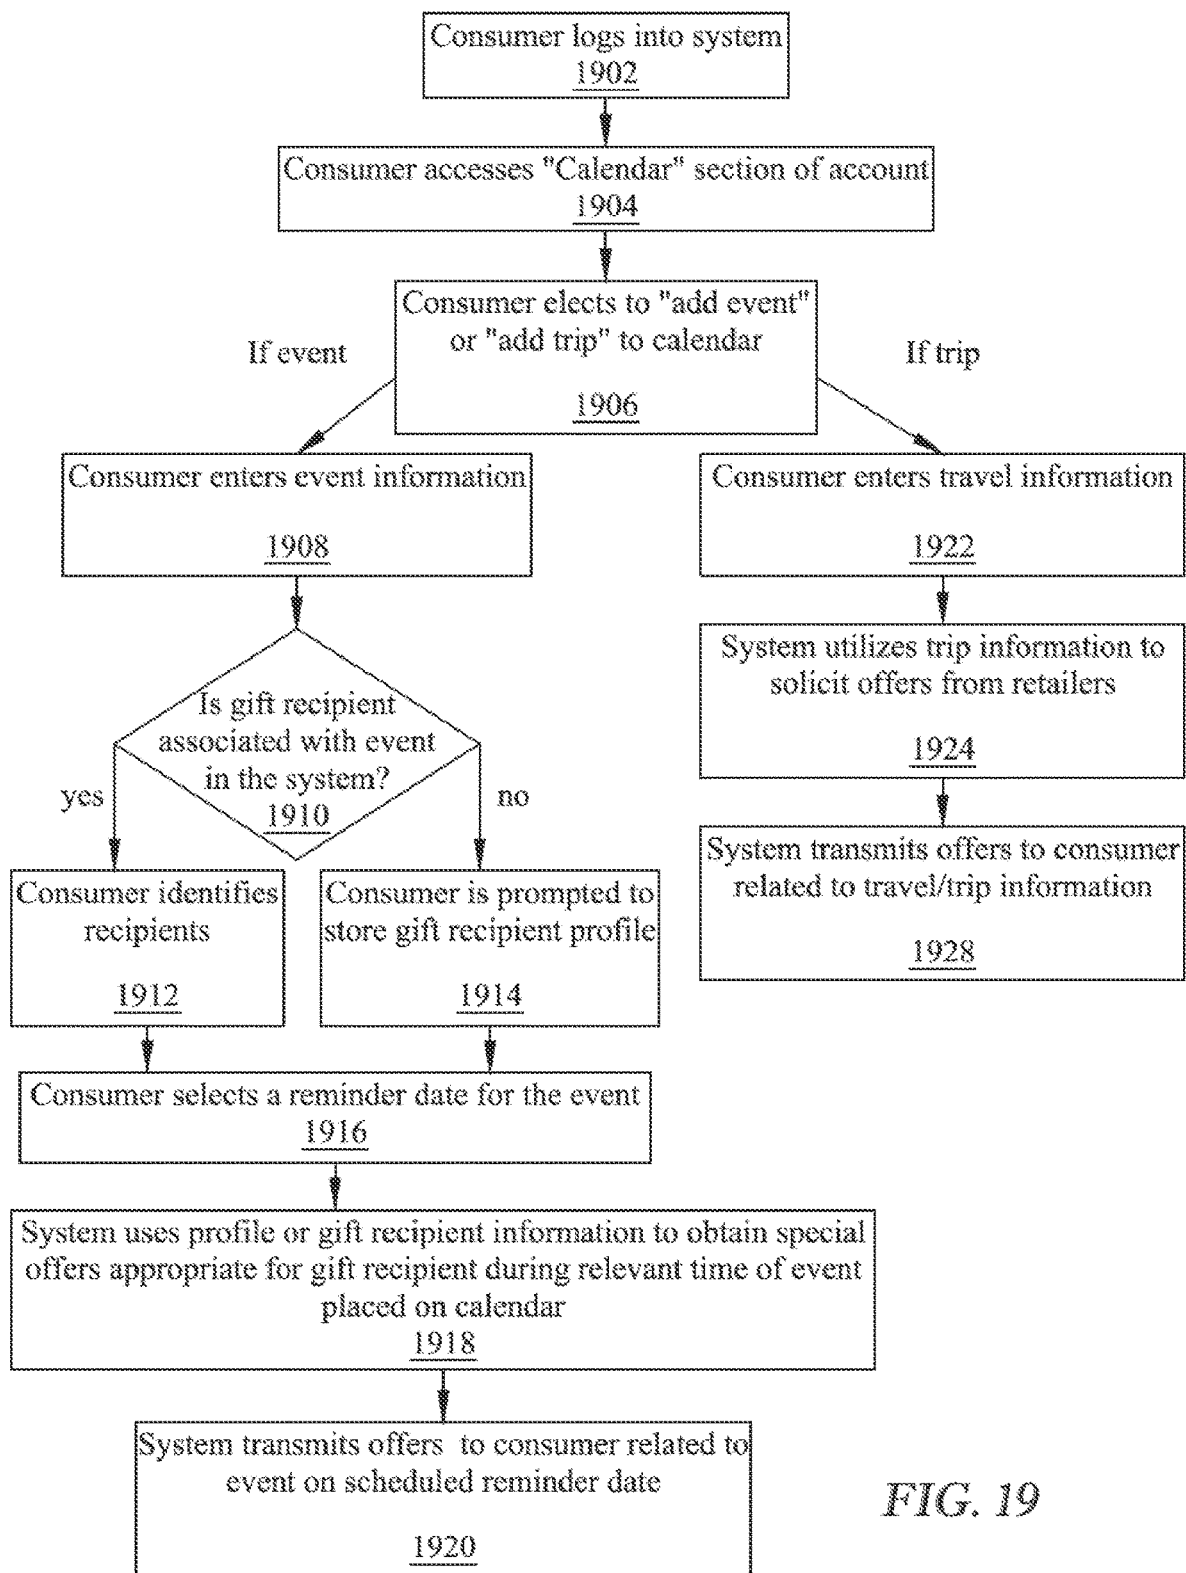 Consumer logs into system
1902
Consumer accesses "Calendar" section of account
1904
Consumer elects to "add event"
or "add trip" to calendar
1906
If event
If trip
Consumer enters event information
1908
Consumer enters travel information
1922
Is gift recipient
associated with event
in the system?
1910
yes
no
System utilizes trip information to
solicit offers from retailers
1924
Consumer identifies
recipients
1912
Consumer is prompted to
store gift recipient profile
1914
System transmits offers to consumer
related to travel/trip information
1928
Consumer selects a reminder date for the event
1916
System uses profile or gift recipient information to obtain special
offers appropriate for gift recipient during relevant time of event
placed on calendar
1918
System transmits offers to consumer related to
event on scheduled reminder date
1920
FIG. 19